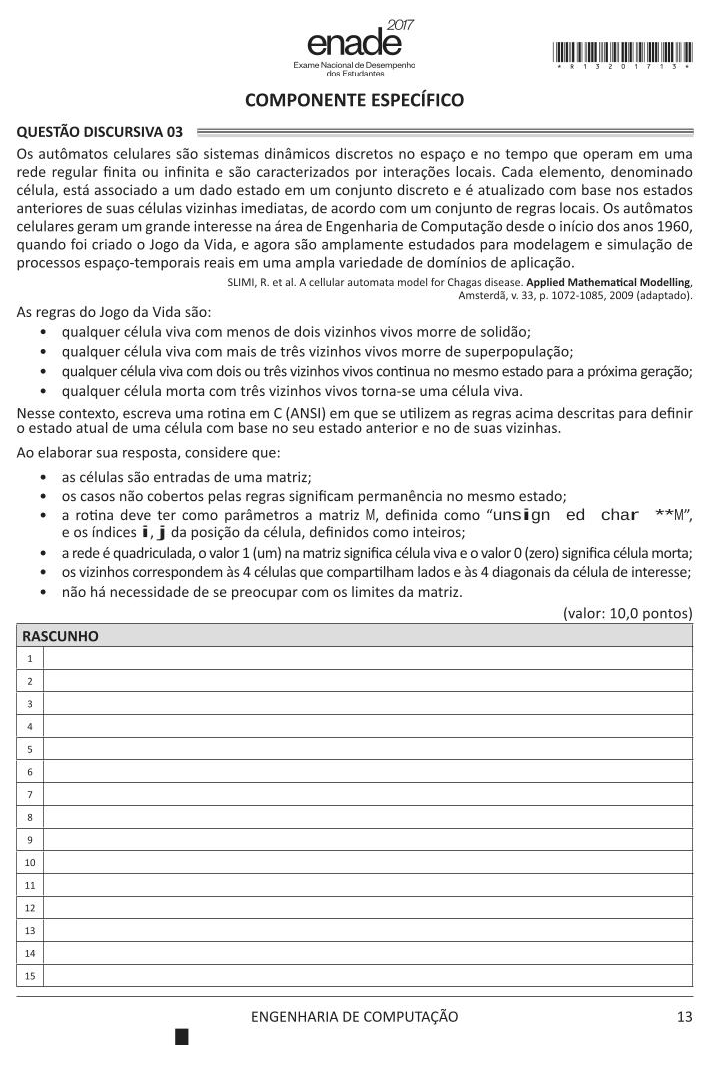 enade2017
Exame Nacional de Desempenho
dos Estudantes
*R13201713*
COMPONENTE ESPECÍFICO
QUESTÃO DISCURSIVA 03
Os autômatos celulares são sistemas dinâmicos discretos no espaço e no tempo que operam em uma
rede regular finita ou infinita e são caracterizados por interações locais. Cada elemento, denominado
célula, está associado a um dado estado em um conjunto discreto e é atualizado com base nos estados
anteriores de suas células vizinhas imediatas, de acordo com um conjunto de regras locais. Os autômatos
celulares geram um grande interesse na área de Engenharia de Computação desde o início dos anos 1960,
quando foi criado o Jogo da Vida, e agora são amplamente estudados para modelagem e simulação de
processos espaço-temporais reais em uma ampla variedade de domínios de aplicação.
SLIMI, R. et al. A cellular automata model for Chagas disease. Applied Mathematical Modelling,
Amsterdã, v. 33, p. 1072-1085, 2009 (adaptado).
As regras do Jogo da Vida são:
• qualquer célula viva com menos de dois vizinhos vivos morre de solidão;
• qualquer célula viva com mais de três vizinhos vivos morre de superpopulação;
• qualquer célula viva com dois ou três vizinhos vivos continua no mesmo estado para a próxima geração;
• qualquer célula morta com três vizinhos vivos torna-se uma célula viva.
Nesse contexto, escreva uma rotina em C (ANSI) em que se utilizem as regras acima descritas para definir
o estado atual de uma célula com base no seu estado anterior e no de suas vizinhas.
Ao elaborar sua resposta, considere que:
• as células são entradas de uma matriz;
• os casos não cobertos pelas regras significam permanência no mesmo estado;
• a rotina deve ter como parâmetros a matriz M, definida como “unsign ed char **M”,
e os índices i, j da posição da célula, definidos como inteiros;
• a rede é quadriculada, o valor 1 (um) na matriz significa célula viva e o valor 0 (zero) significa célula morta;
• os vizinhos correspondem às 4 células que compartilham lados e às 4 diagonais da célula de interesse;
• não há necessidade de se preocupar com os limites da matriz.
(valor: 10,0 pontos)
RASCUNHO
1
2
3
4
5
6
7
8
9
10
11
12
13
14
15
ENGENHARIA DE COMPUTAÇÃO 13